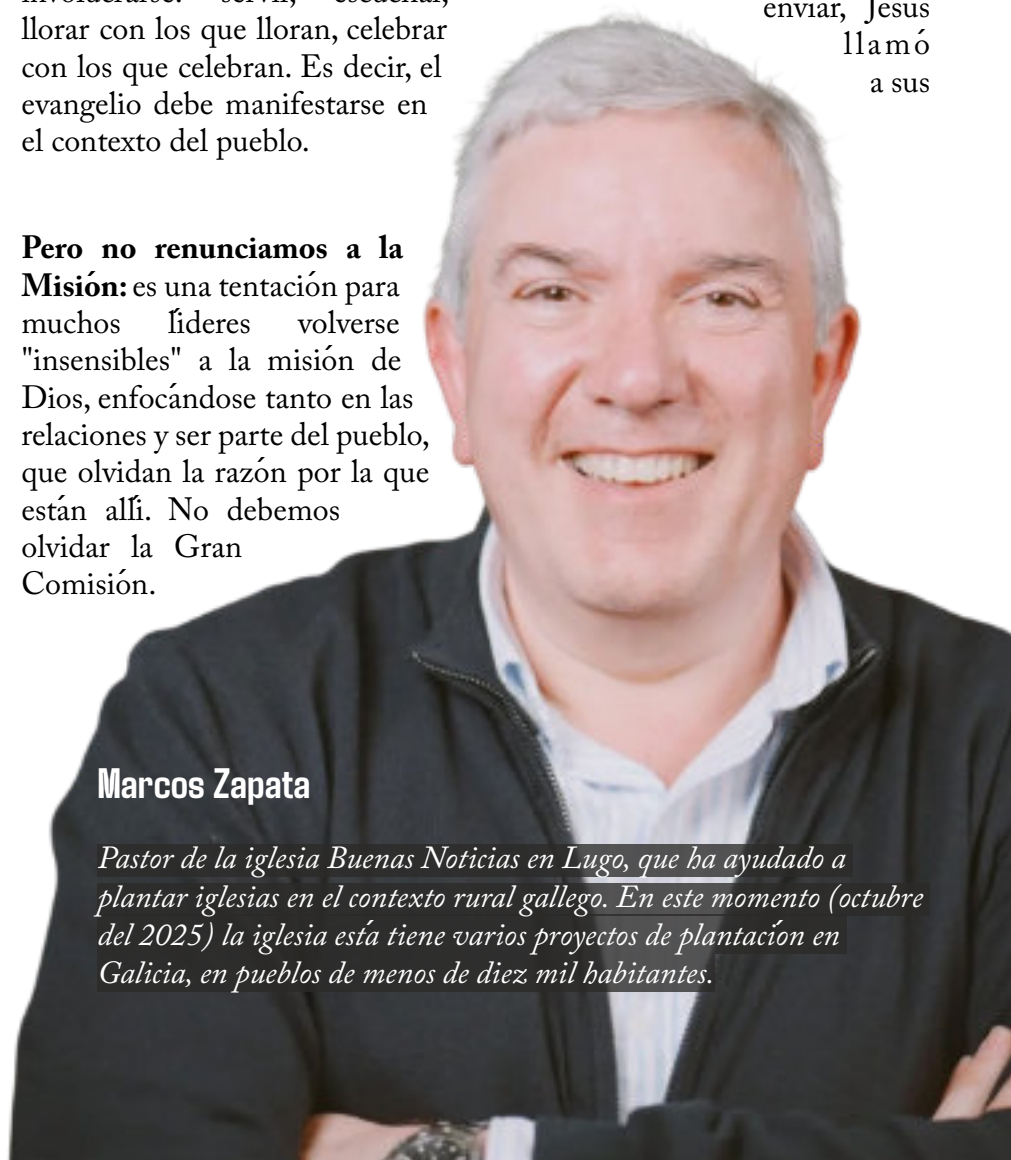 involucrarse: servir, escuchar,
llorar con los que lloran, celebrar
con los que celebran. Es decir, el
evangelio debe manifestarse en
el contexto del pueblo.
Pero no renunciamos a la
Misión: es una tentación para
muchos líderes volverse
"insensibles" a la misión de
Dios, enfocándose tanto en las
relaciones y ser parte del pueblo,
que olvidan la razón por la que
están allí. No debemos
olvidar la Gran
Comisión.
enviar, Jesús
llamó
a sus
Marcos Zapata
Pastor de la iglesia Buenas Noticias en Lugo, que ha ayudado a
plantar iglesias en el contexto rural gallego. En este momento (octubre
del 2025) la iglesia está tiene varios proyectos de plantación en
Galicia, en pueblos de menos de diez mil habitantes.